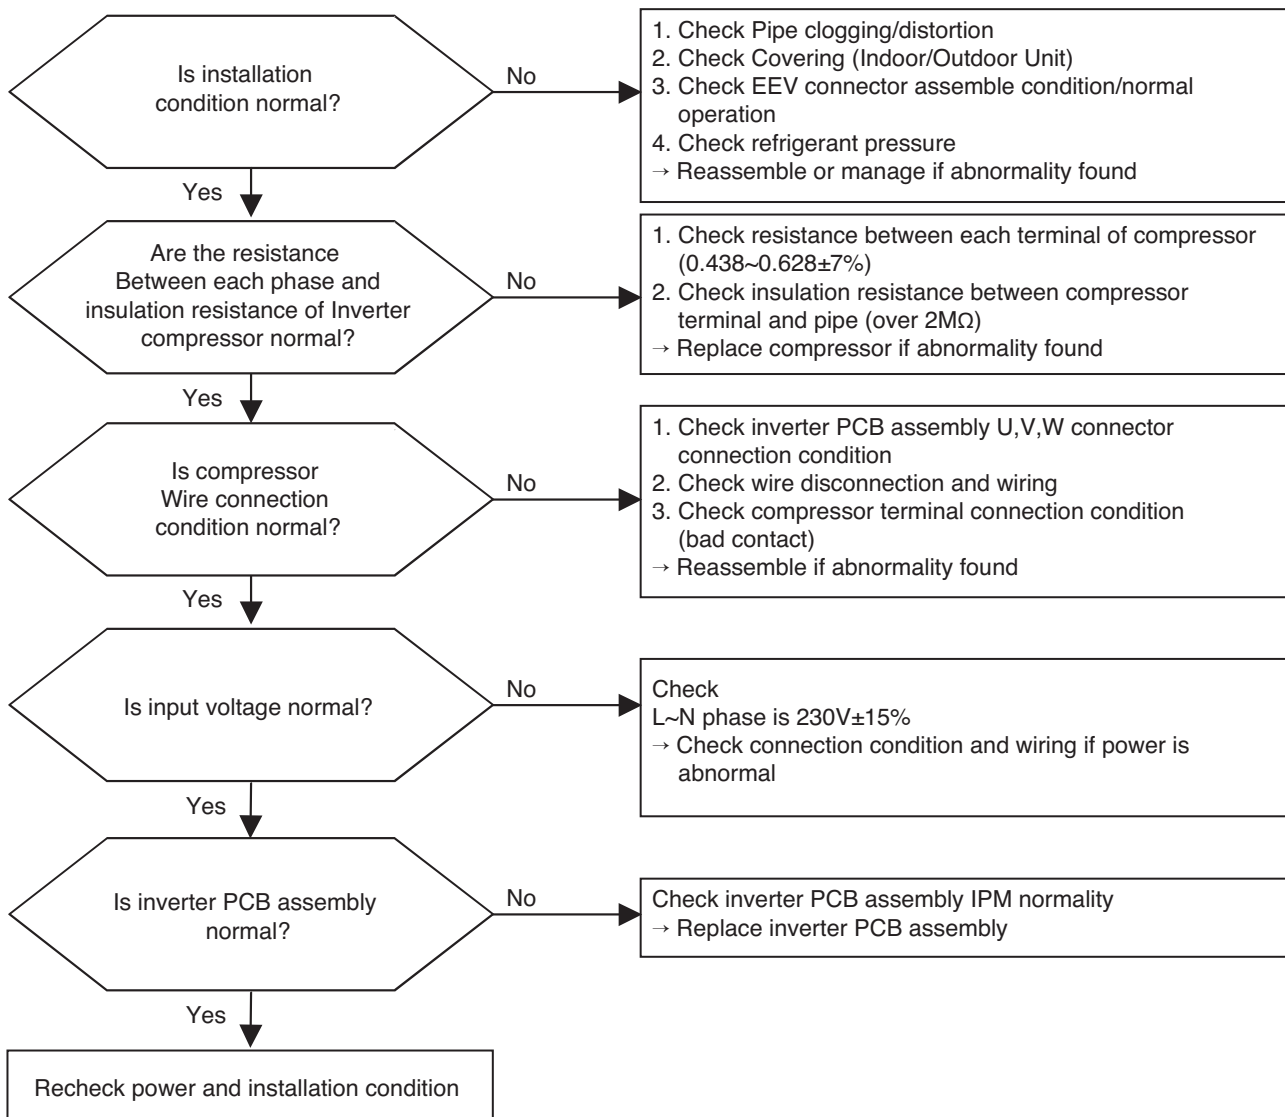 Is installation
condition normal?
No
1. Check Pipe clogging/distortion
2. Check Covering (Indoor/Outdoor Unit)
3. Check EEV connector assemble condition/normal
operation
4. Check refrigerant pressure
→ Reassemble or manage if abnormality found
Yes
Are the resistance
Between each phase and
insulation resistance of Inverter
compressor normal?
No
1. Check resistance between each terminal of compressor
(0.438~0.628±7%)
2. Check insulation resistance between compressor
terminal and pipe (over 2MΩ)
→ Replace compressor if abnormality found
Yes
Is compressor
Wire connection
condition normal?
No
1. Check inverter PCB assembly U,V,W connector
connection condition
2. Check wire disconnection and wiring
3. Check compressor terminal connection condition
(bad contact)
→ Reassemble if abnormality found
Yes
Is input voltage normal?
No
Check
L~N phase is 230V±15%
→ Check connection condition and wiring if power is
abnormal
Yes
Is inverter PCB assembly
normal?
No
Check inverter PCB assembly IPM normality
→ Replace inverter PCB assembly
Yes
Recheck power and installation condition